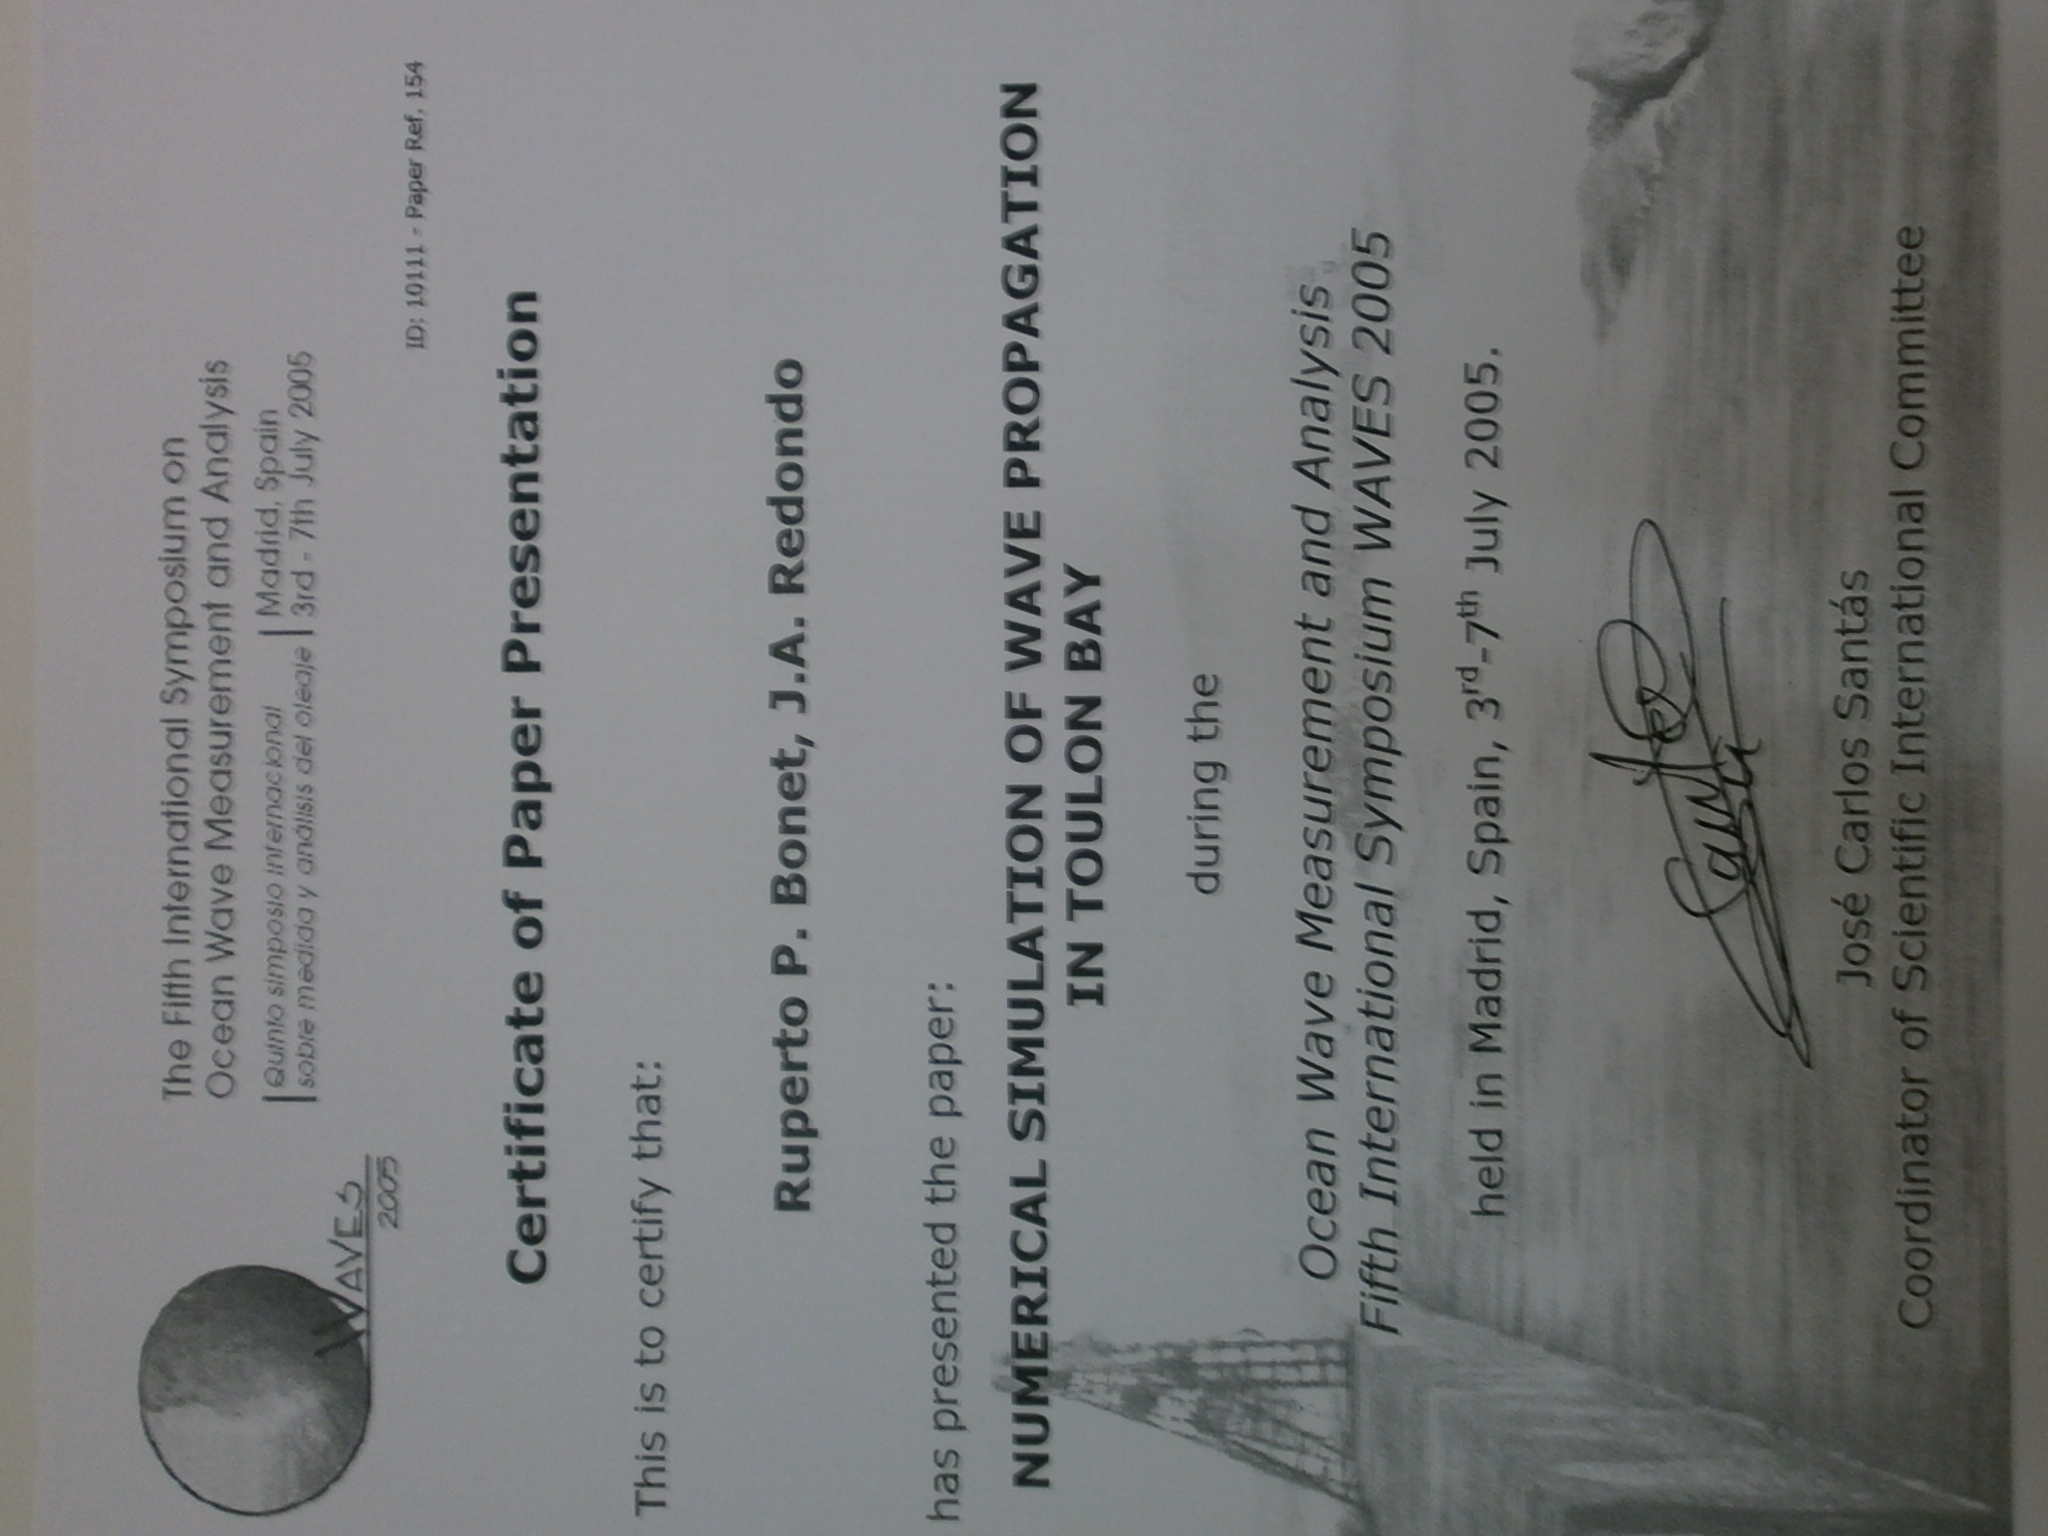 The Fifth International Symposium on
Ocean Wave Measurement and Analysis
Quinto simposio internacional | Madrid, Spain
sobre medida y análisis del oleaje | 3rd - 7th July 2005
WAVES
2005
ID: 10111 - Paper Ref. 154
Certificate of Paper Presentation
This is to certify that:
Ruperto P. Bonet, J.A. Redondo
has presented the paper:
NUMERICAL SIMULATION OF WAVE PROPAGATION
IN TOULON BAY
during the
Ocean Wave Measurement and Analysis
Fifth International Symposium WAVES 2005
held in Madrid, Spain, 3rd-7th July 2005.
José Carlos Santás
Coordinator of Scientific International Committee